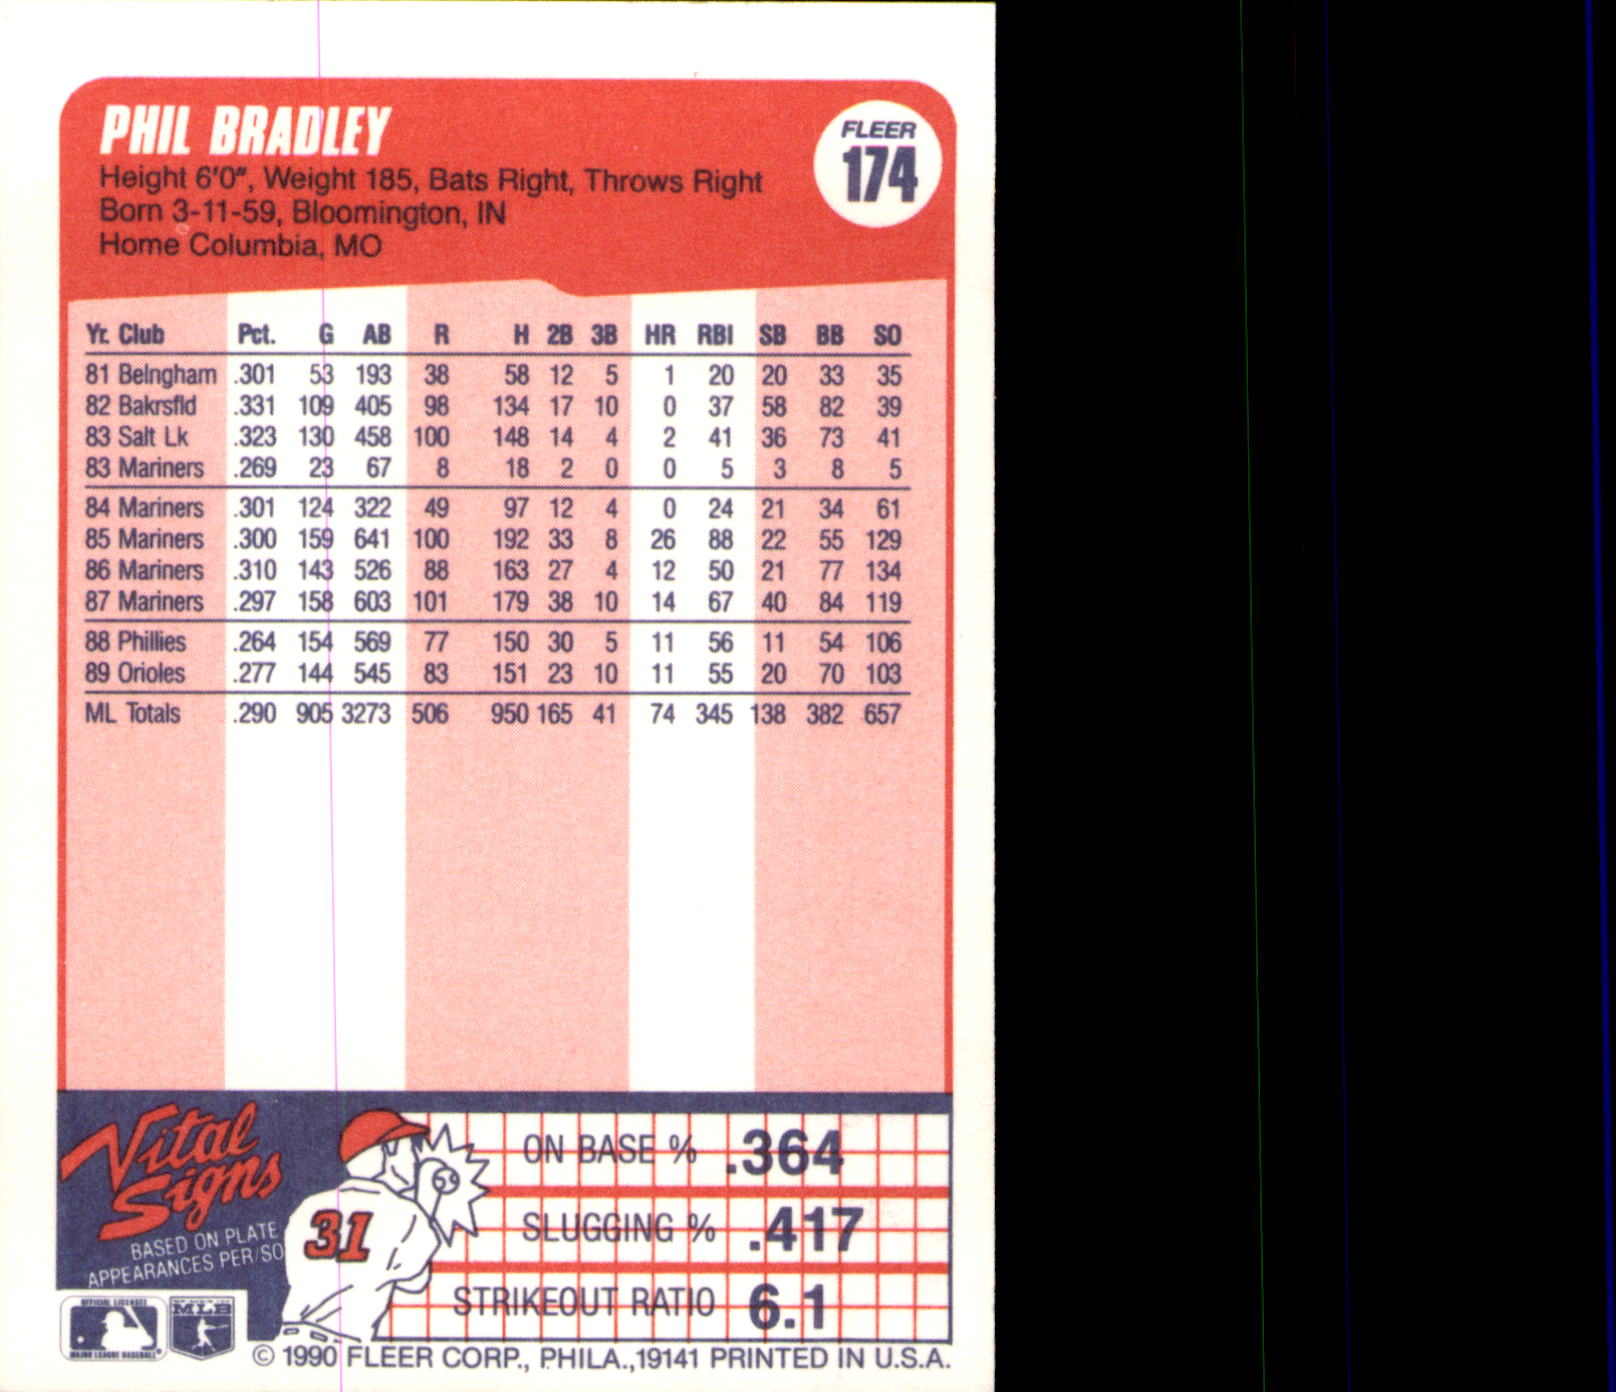 PHIL BRADLEY
FLEER
174
Height 6'0", Weight 185, Bats Right, Throws Right
Born 3-11-59, Bloomington, IN
Home Columbia, MO
Yr. Club Pct. G AB R H 2B 3B HR RBI SB BB SO
81 Belngham .301 53 193 38 58 12 5 1 20 20 33 35
82 Bakrsfld .331 109 405 98 134 17 10 0 37 58 82 39
83 Salt Lk .323 130 458 100 148 14 4 2 41 36 73 41
83 Mariners .269 23 67 8 18 2 0 0 5 3 8 5
84 Mariners .301 124 322 49 97 12 4 0 24 21 34 61
85 Mariners .300 159 641 100 192 33 8 26 88 22 55 129
86 Mariners .310 143 526 88 163 27 4 12 50 21 77 134
87 Mariners .297 158 603 101 179 38 10 14 67 40 84 119
88 Phillies .264 154 569 77 150 30 5 11 56 11 54 106
89 Orioles .277 144 545 83 151 23 10 11 55 20 70 103
ML Totals .290 905 3273 506 950 165 41 74 345 138 382 657
Vital
Signs
BASED ON PLATE
APPEARANCES PER/SO
31
ON BASE % .364
SLUGGING % .417
STRIKEOUT RATIO 6.1
OFFICIAL LICENSEE
MAJOR LEAGUE BASEBALL
MLB
© 1990 FLEER CORP., PHILA.,19141 PRINTED IN U.S.A.